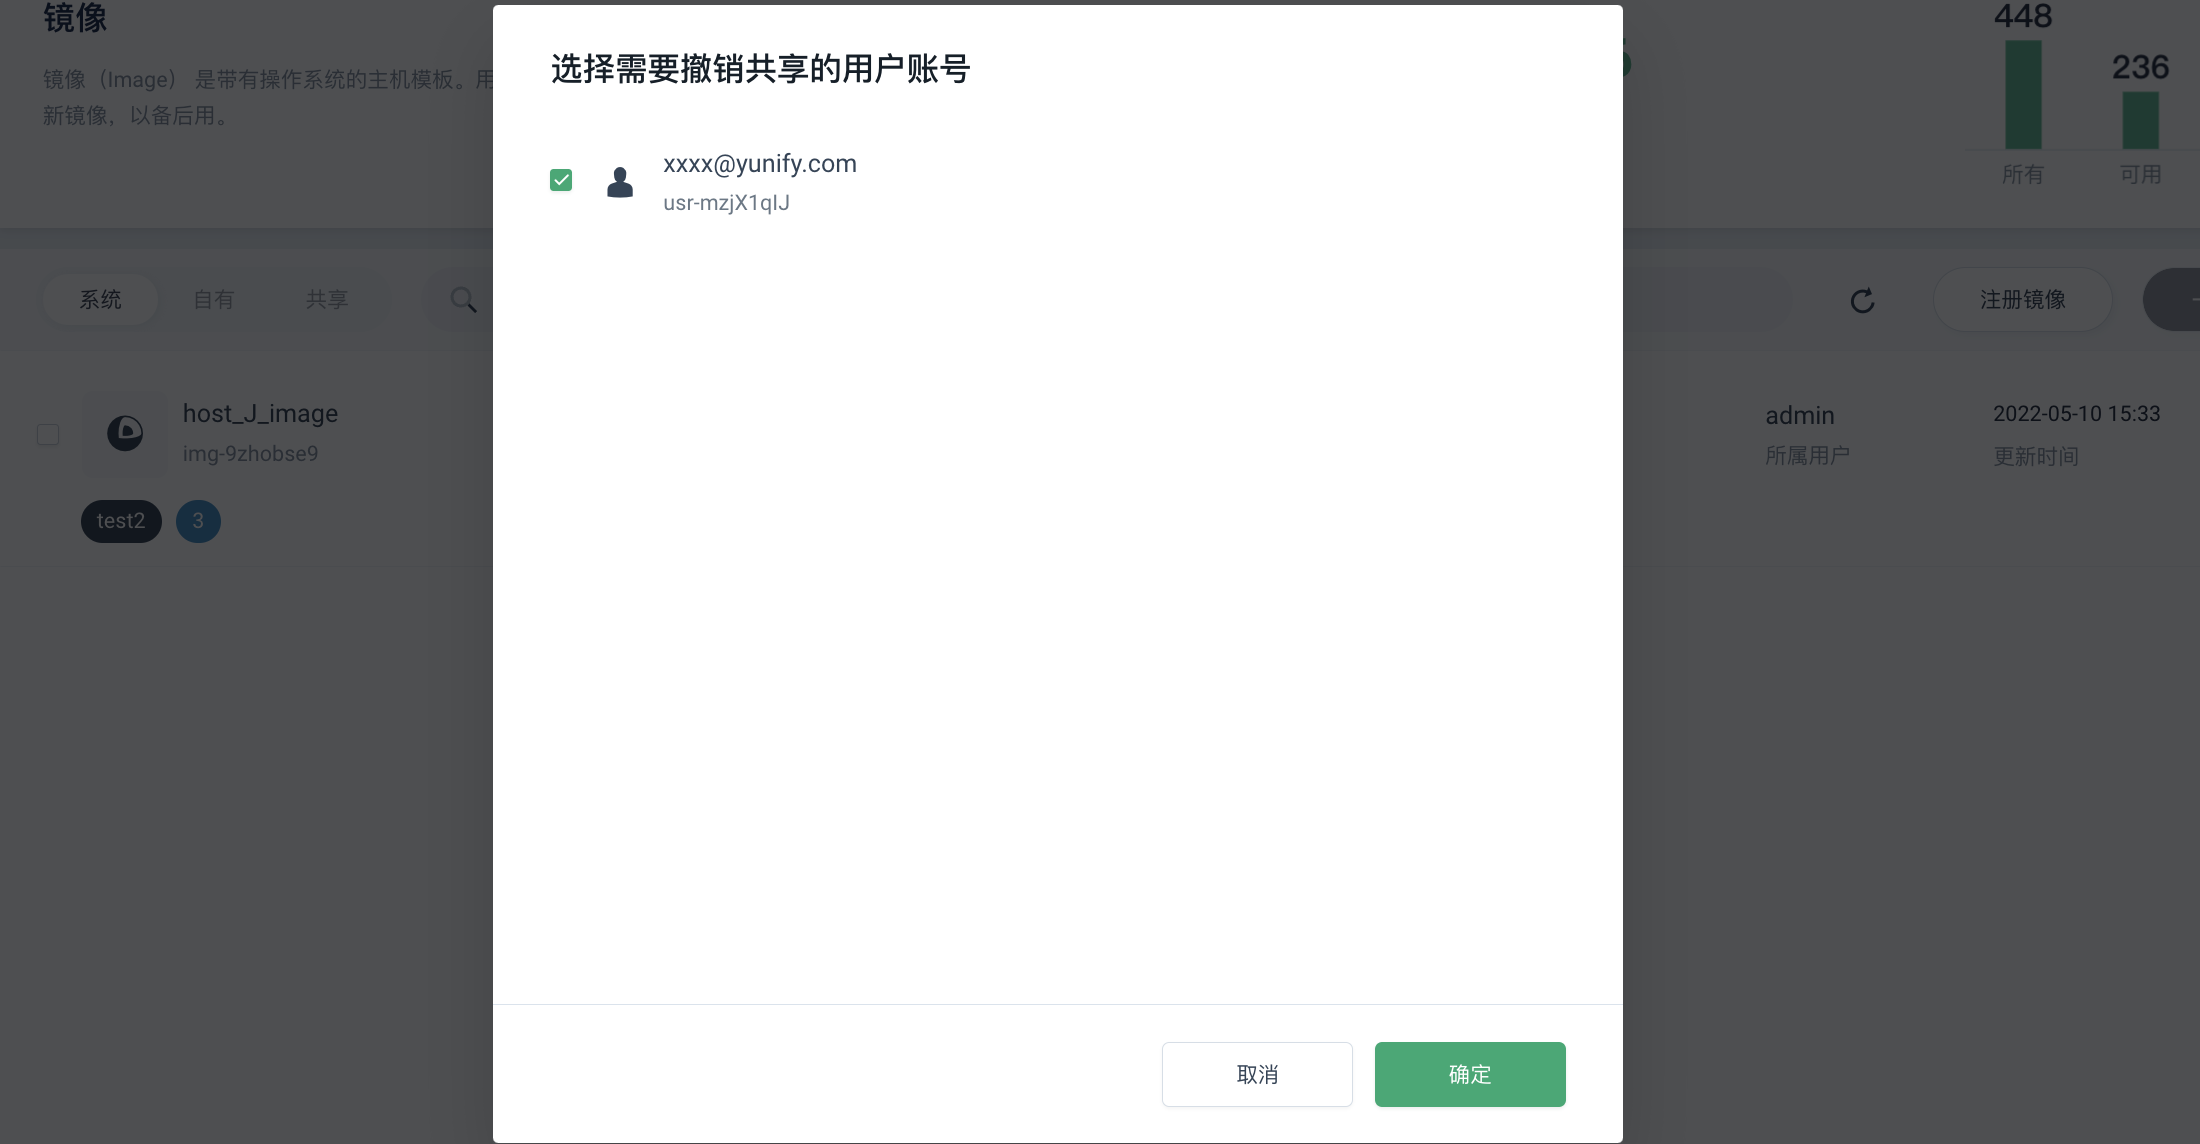 镜像
镜像（Image） 是带有操作系统的主机模板。用
新镜像，以备后用。
448
236
所有
可用
系统
自有
共享
注册镜像
host_J_image
img-9zhobse9
test2
3
admin
所属用户
2022-05-10 15:33
更新时间
选择需要撤销共享的用户账号
xxxx@yunify.com
usr-mzjX1qIJ
取消
确定